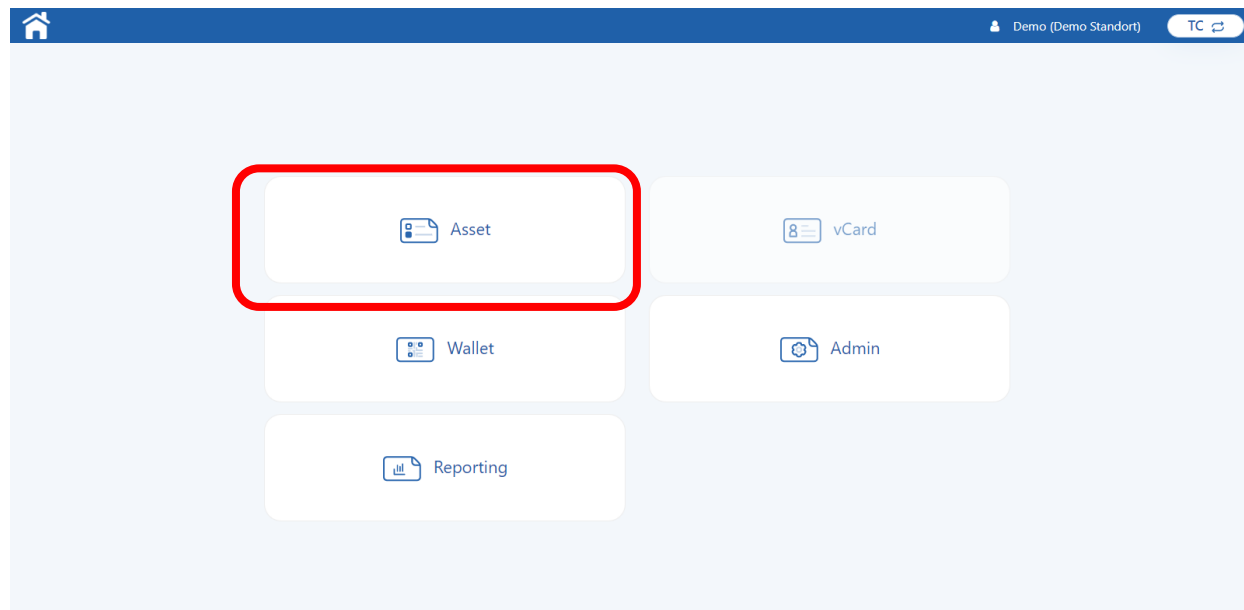 Demo (Demo Standort) TC
Asset
vCard
Wallet
Admin
Reporting